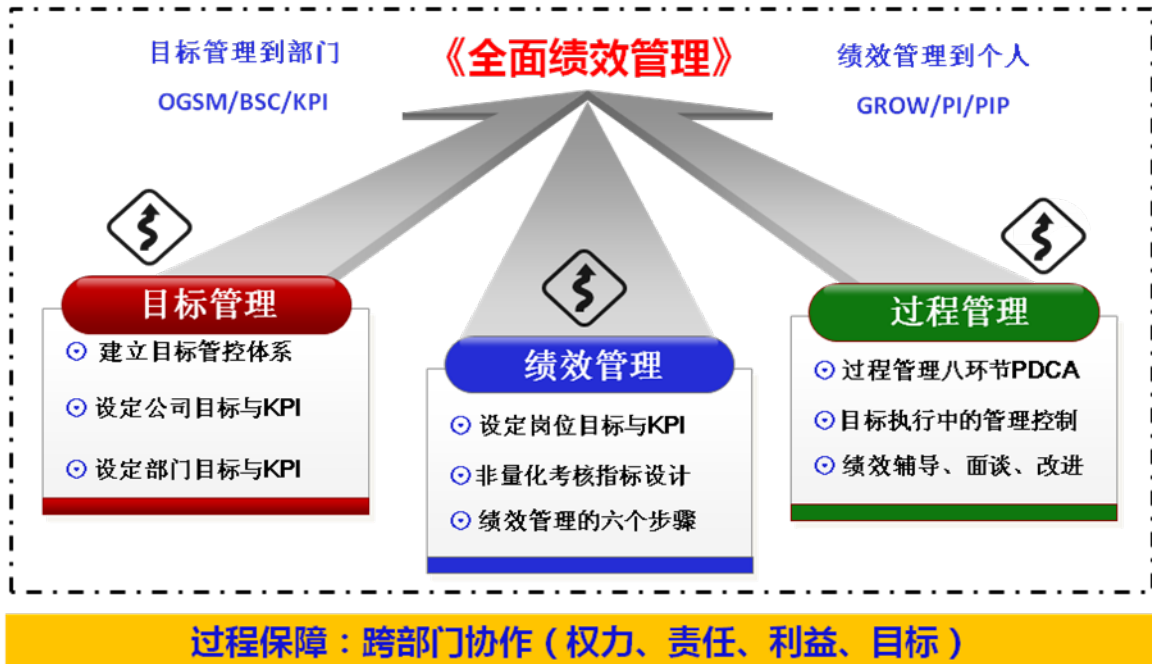 《全面绩效管理》
目标管理到部门
OGSM/BSC/KPI
绩效管理到个人
GROW/PI/PIP
目标管理
建立目标管控体系
设定公司目标与KPI
设定部门目标与KPI
绩效管理
设定岗位目标与KPI
非量化考核指标设计
绩效管理的六个步骤
过程管理
过程管理八环节PDCA
目标执行中的管理控制
绩效辅导、面谈、改进
过程保障：跨部门协作（权力、责任、利益、目标）